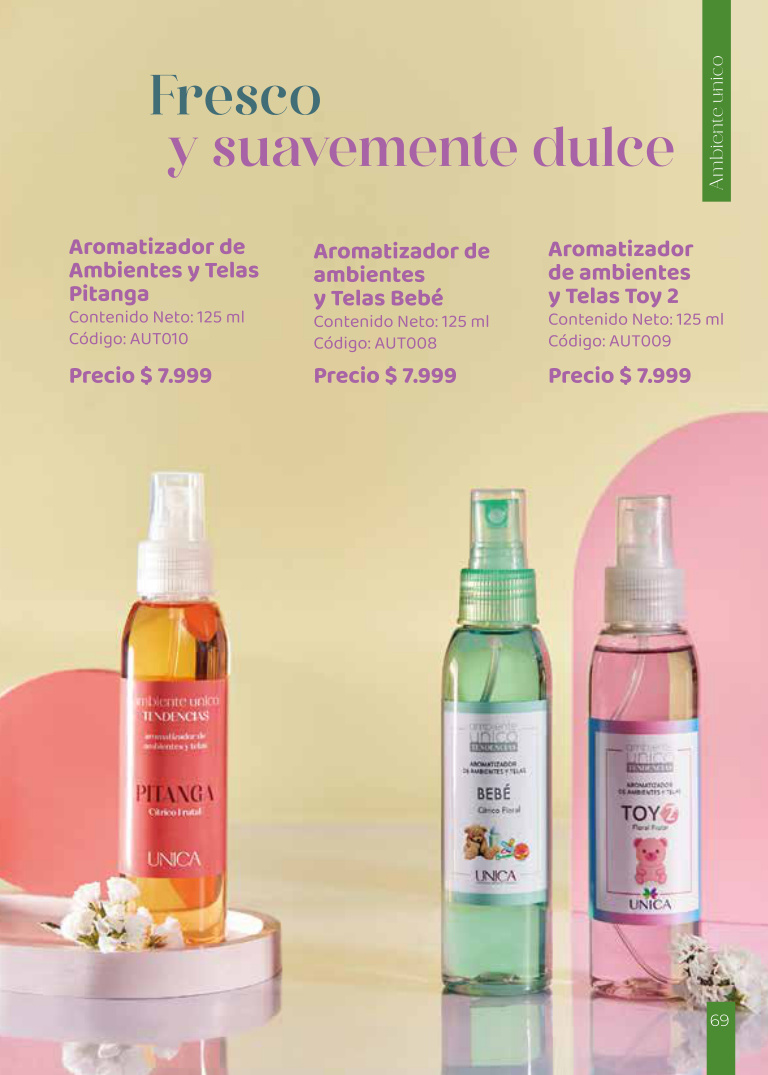 Fresco
y suavemente dulce
Ambiente unico
Aromatizador de
Ambientes y Telas
Pitanga
Contenido Neto: 125 ml
Código: AUT010
Precio $ 7.999
Aromatizador de
ambientes
y Telas Bebé
Contenido Neto: 125 ml
Código: AUT008
Precio $ 7.999
Aromatizador
de ambientes
y Telas Toy 2
Contenido Neto: 125 ml
Código: AUT009
Precio $ 7.999
ambiente unico
TENDENCIAS
aromatizador de
ambientes y telas
PITANGA
Cítrico Frutal
UNICA
ambiente
unico
TENDENCIAS
AROMATIZADOR
DE AMBIENTES Y TELAS
BEBÉ
Cítrico Floral
UNICA
ambiente
unico
TENDENCIAS
AROMATIZADOR
DE AMBIENTES Y TELAS
TOY 2
Floral Frutal
UNICA
69